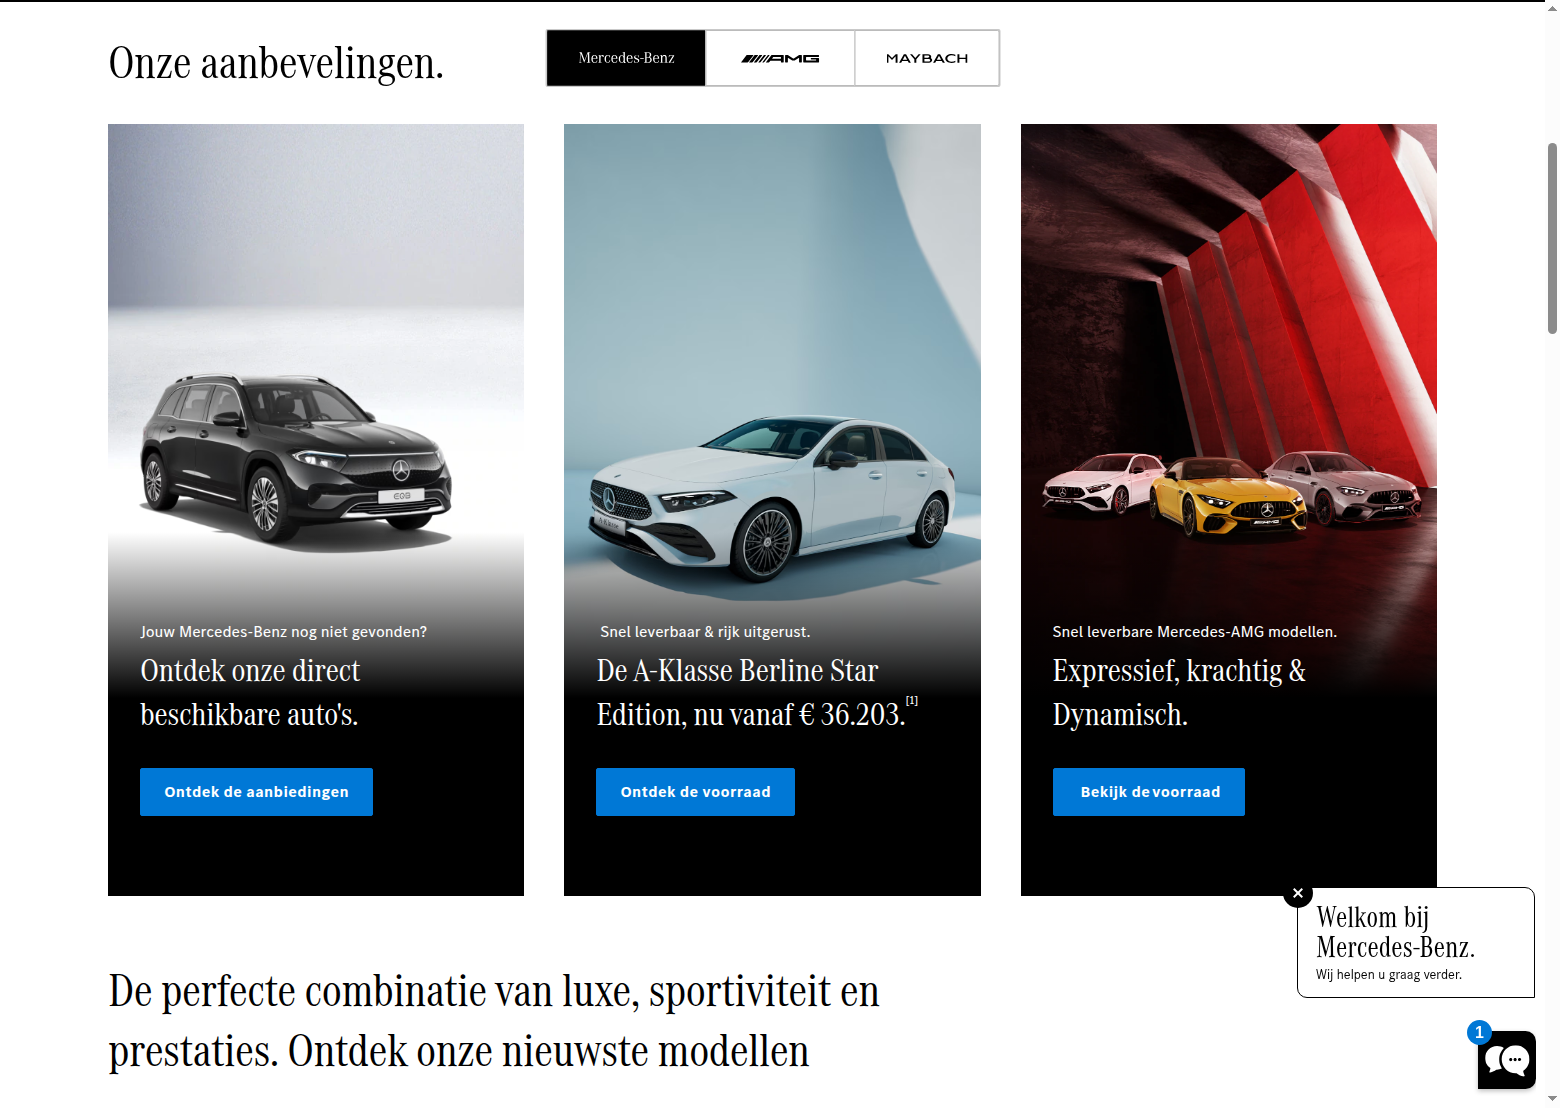 Onze aanbevelingen.
Mercedes-Benz
AMG
MAYBACH
EQB
Jouw Mercedes-Benz nog niet gevonden?
Ontdek onze direct
beschikbare auto's.
Ontdek de aanbiedingen
A-Klasse
Snel leverbaar & rijk uitgerust.
De A-Klasse Berline Star
Edition, nu vanaf € 36.203.[1]
Ontdek de voorraad
AMG
Snel leverbare Mercedes-AMG modellen.
Expressief, krachtig &
Dynamisch.
Bekijk de voorraad
Welkom bij
Mercedes-Benz.
Wij helpen u graag verder.
De perfecte combinatie van luxe, sportiviteit en
prestaties. Ontdek onze nieuwste modellen
1